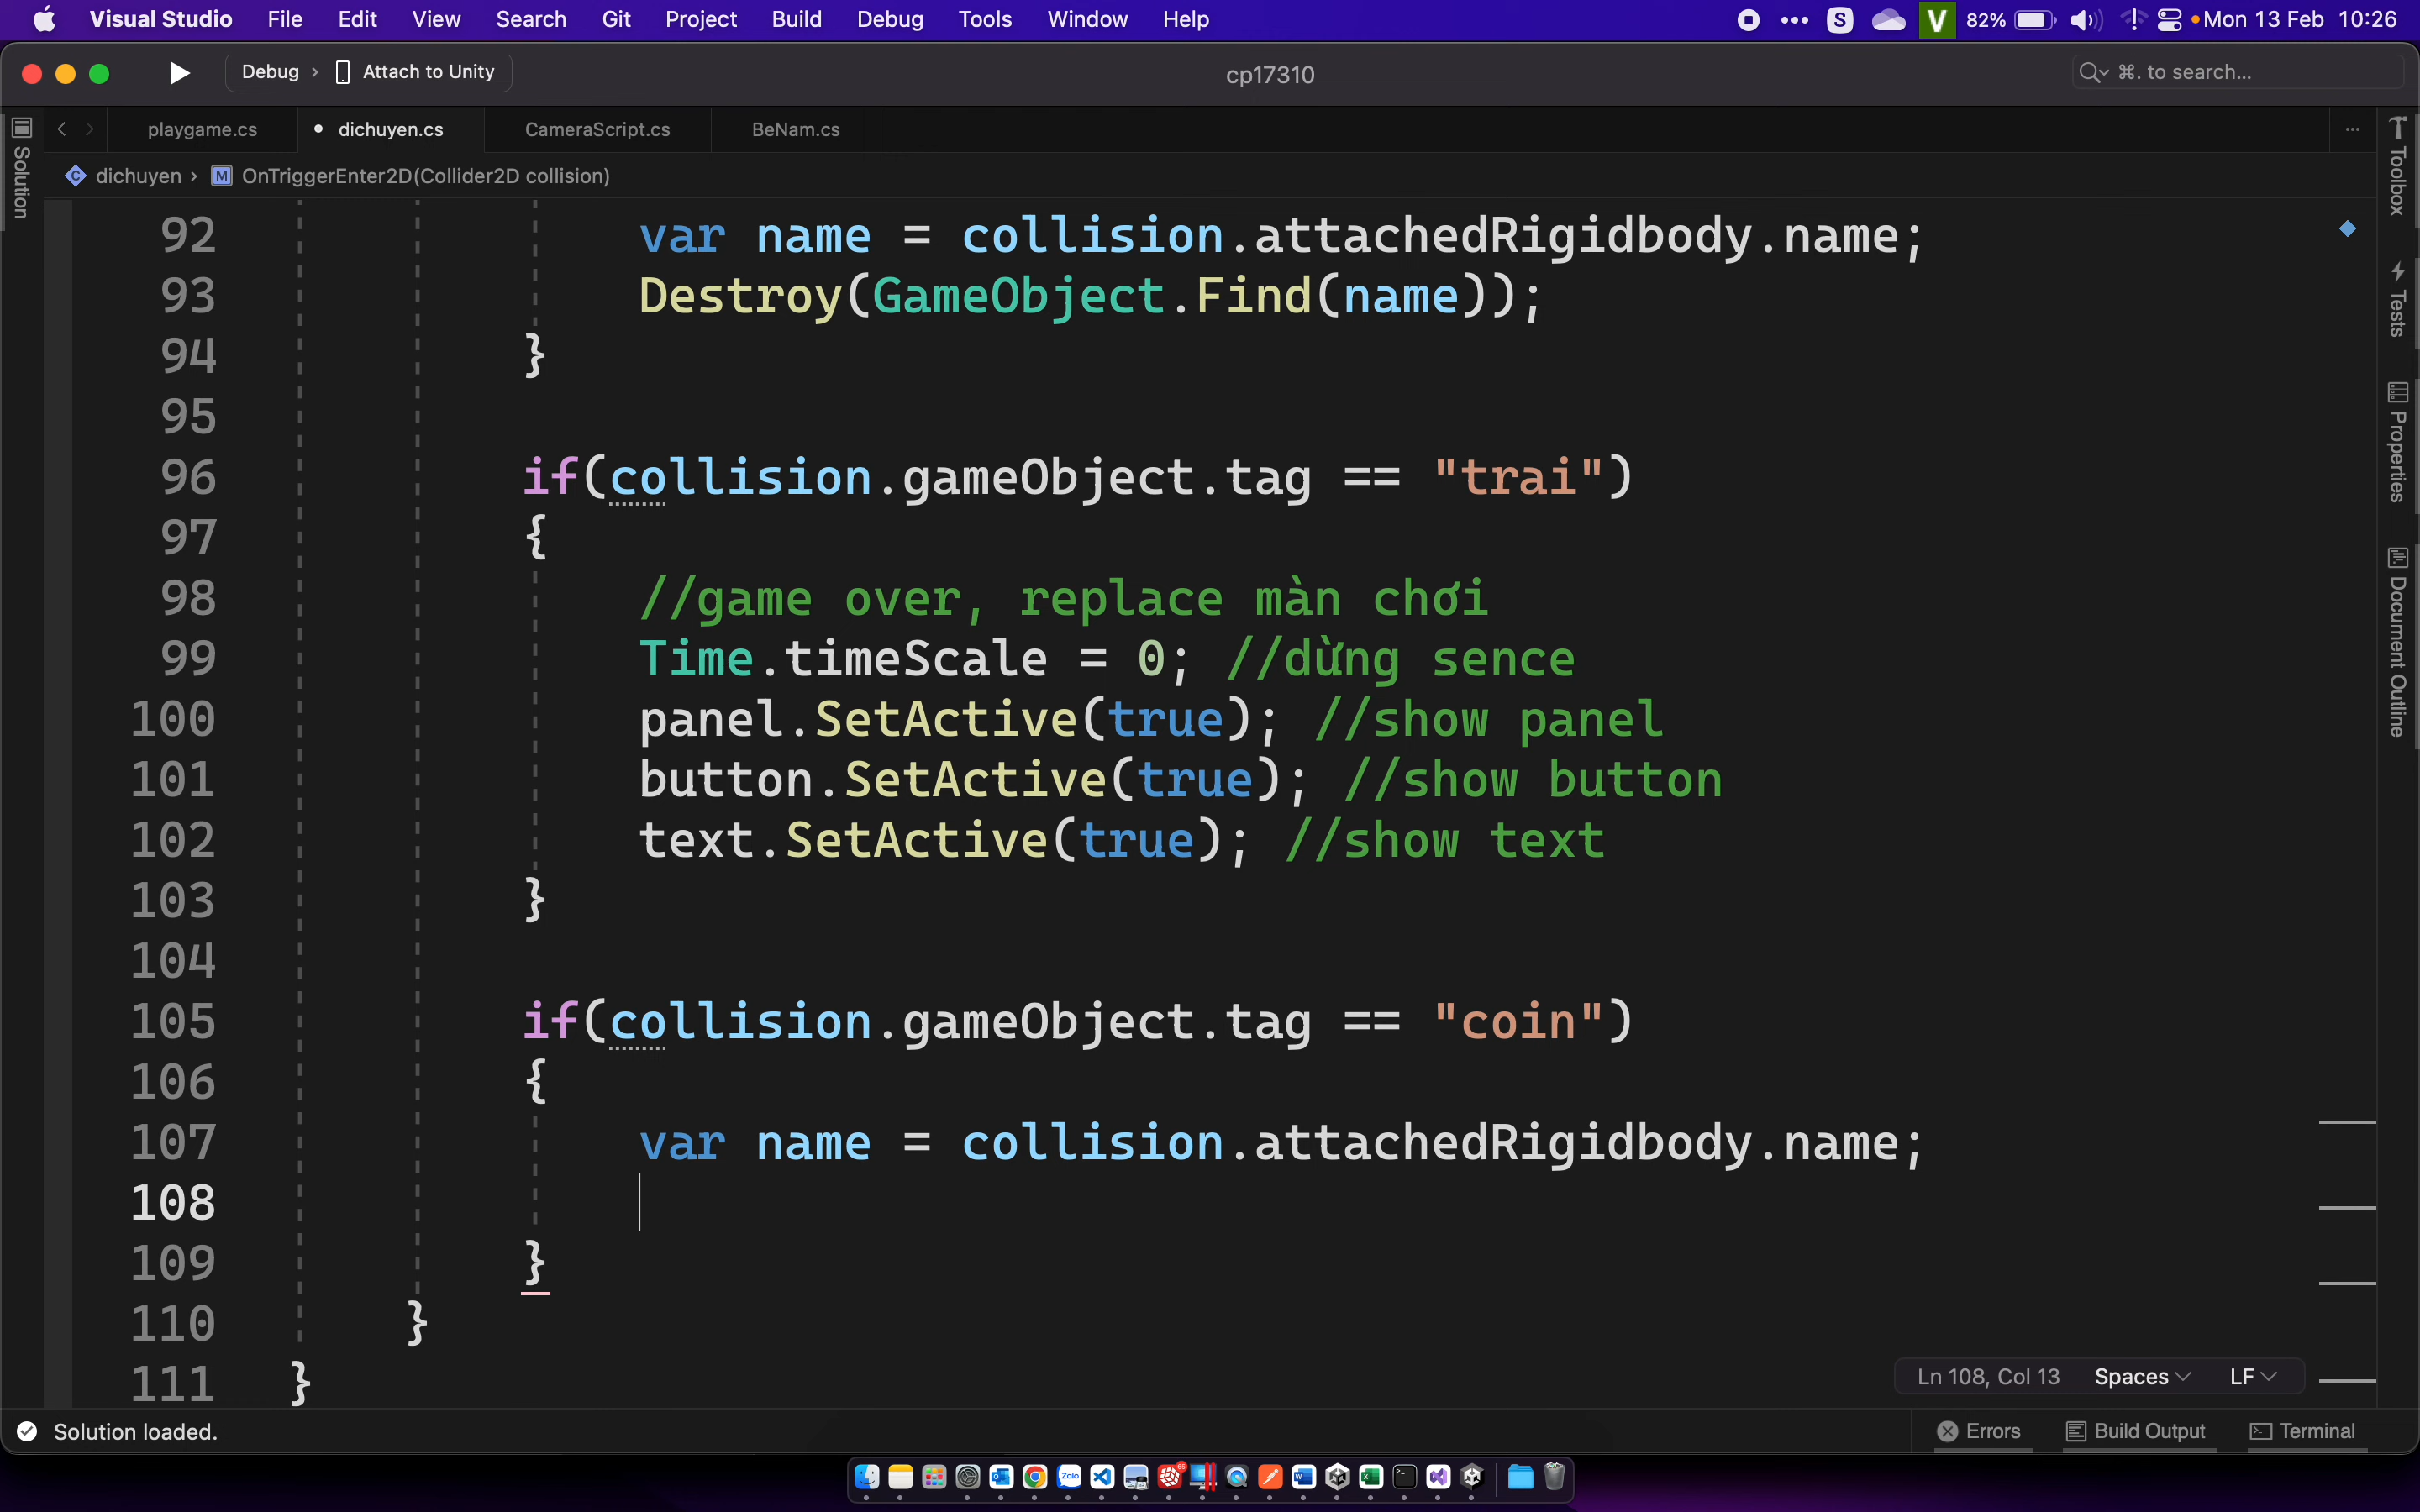 Visual Studio File Edit View Search Git Project Build Debug Tools Window Help S V 82% Mon 13 Feb 10:26
Debug › Attach to Unity cp17310 ⌘. to search...
playgame.cs • dichuyen.cs CameraScript.cs BeNam.cs ...
dichuyen › M OnTriggerEnter2D(Collider2D collision)
Solution
Toolbox
Tests
Properties
Document Outline
92 var name = collision.attachedRigidbody.name;
93 Destroy(GameObject.Find(name));
94 }
95
96 if(collision.gameObject.tag == "trai")
97 {
98 //game over, replace màn chơi
99 Time.timeScale = 0; //dừng sence
100 panel.SetActive(true); //show panel
101 button.SetActive(true); //show button
102 text.SetActive(true); //show text
103 }
104
105 if(collision.gameObject.tag == "coin")
106 {
107 var name = collision.attachedRigidbody.name;
108
109 }
110 }
111 }
Ln 108, Col 13 Spaces LF
Solution loaded. Errors Build Output Terminal
Zalo